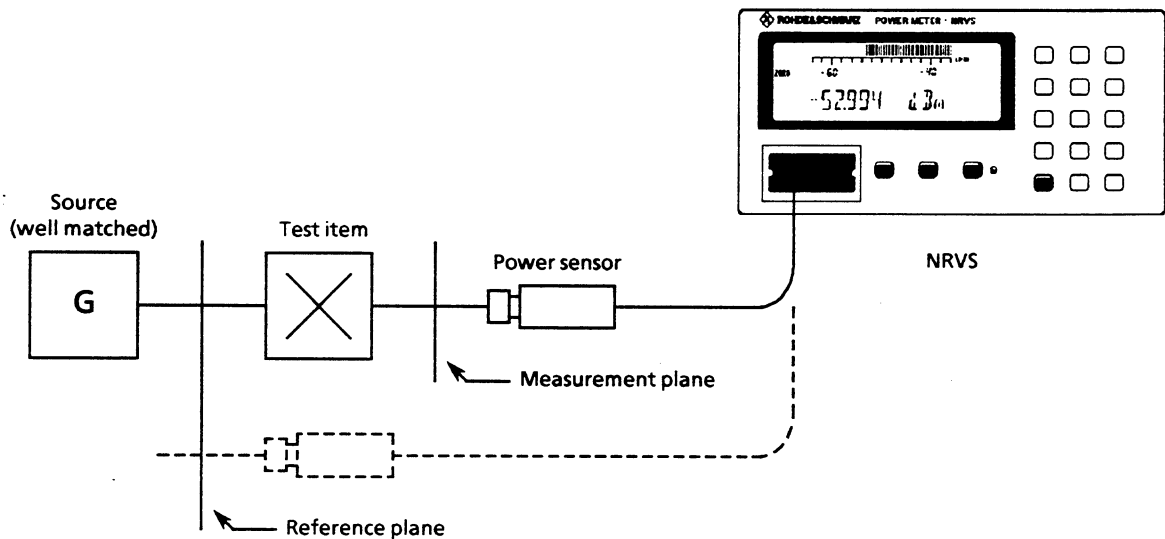 ROHDE&SCHWARZ POWER METER · NRVS
-60 -40
-52.994 dBm
Source
(well matched)
Test item
Power sensor
NRVS
G
Measurement plane
Reference plane